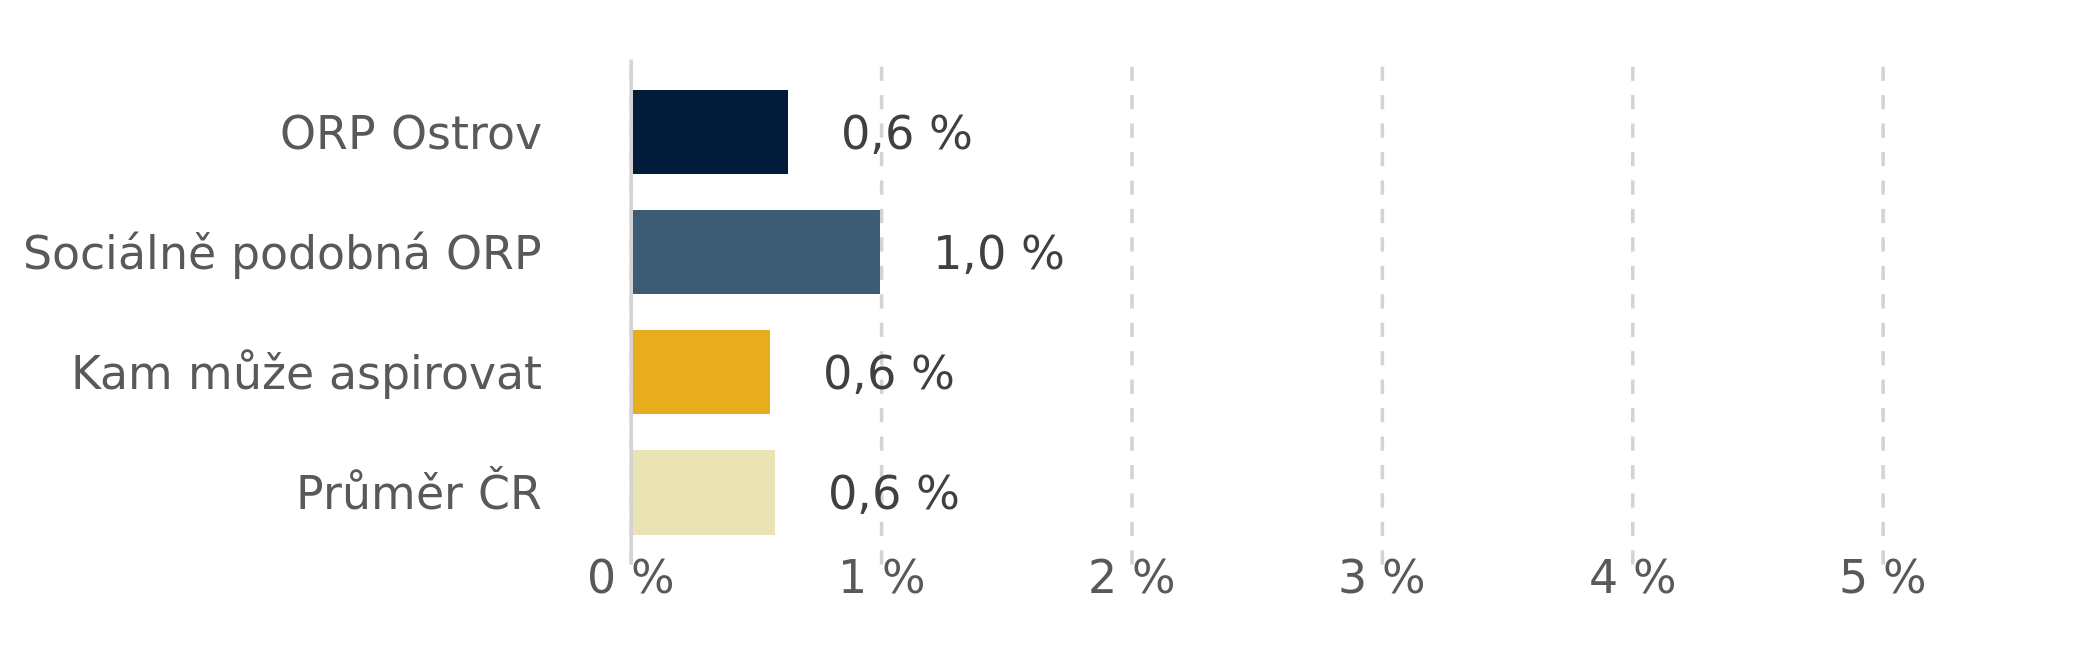 ORP Ostrov 0,6 %
Sociálně podobná ORP 1,0 %
Kam může aspirovat 0,6 %
Průměr ČR 0,6 %
0 % 1 % 2 % 3 % 4 % 5 %